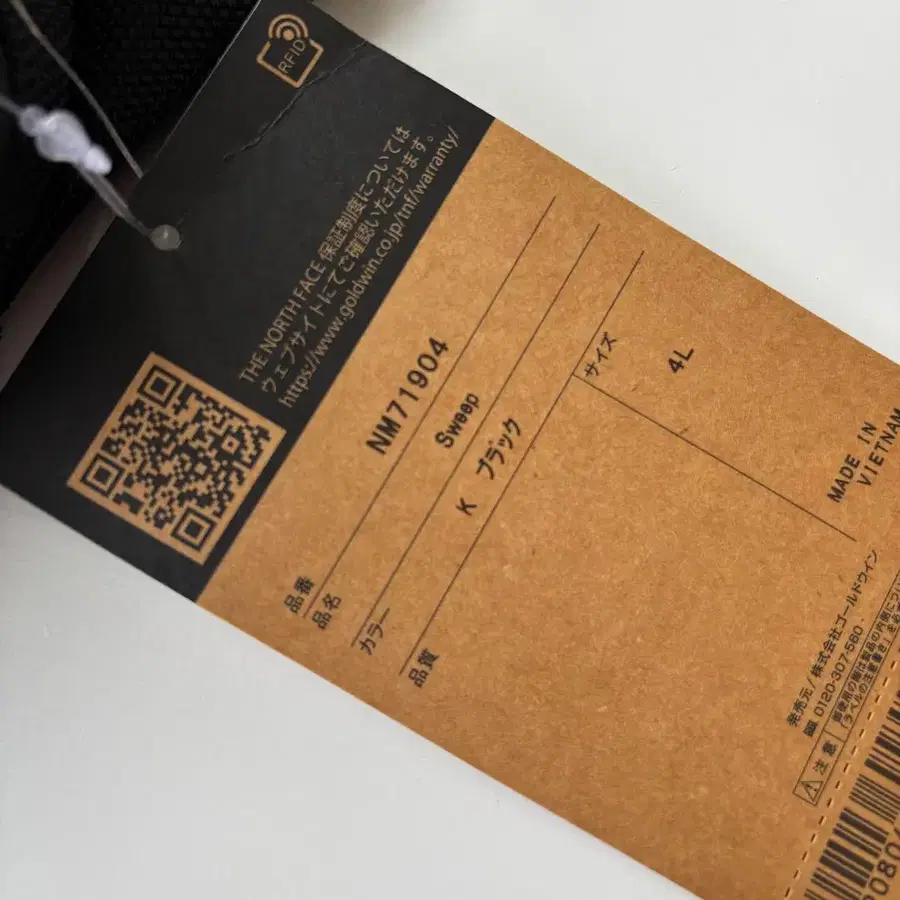 RFID
THE NORTH FACE 保証制度については
ウェブサイトにてご確認いただけます。
https://www.goldwin.co.jp/tnf/warranty/
品番 NM71904
品名 Sweep
カラー K ブラック
品質
サイズ
4L
MADE IN
VIETNAM
発売元/株式会社ゴールドウイン
0120-307-560
注意